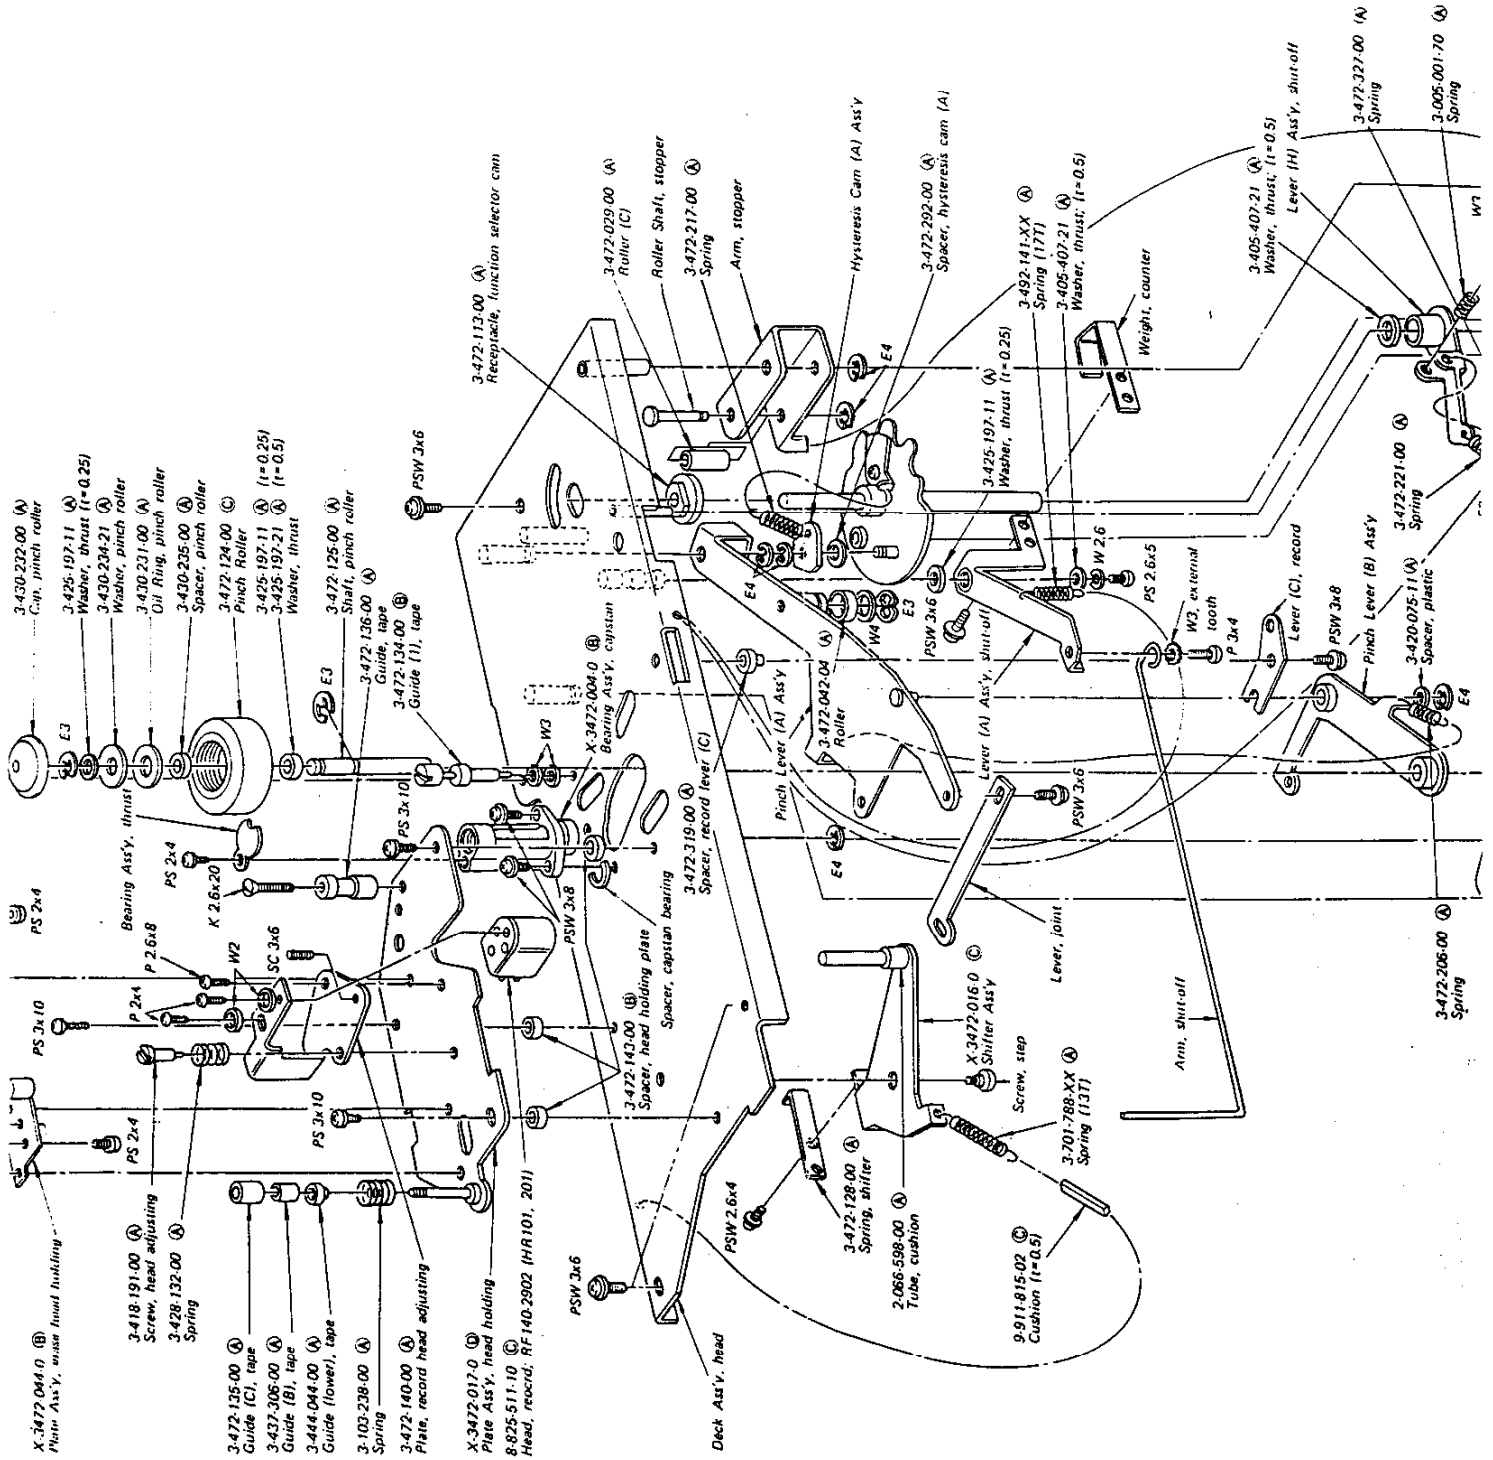 3-430-232-00 Ⓐ
Cap, pinch roller
E3
3-425-197-11 Ⓐ
Washer, thrust (t=0.25)
3-430-234-21 Ⓐ
Washer, pinch roller
3-430-231-00 Ⓐ
Oil Ring, pinch roller
3-430-235-00 Ⓐ
Spacer, pinch roller
3-472-124-00 Ⓒ
Pinch Roller
3-425-197-11 Ⓐ (t=0.25)
3-425-197-21 Ⓐ (t=0.5)
Washer, thrust
3-472-125-00 Ⓐ
Shaft, pinch roller
E3
3-472-136-00 Ⓐ
Guide, tape
3-472-134-00 Ⓑ
Guide (1), tape
W3
X-3472-004-0 Ⓑ
Bearing Ass'y, capstan
PSW 3x6
3-472-113-00 Ⓐ
Receptacle, function selector cam
3-472-029-00 Ⓐ
Roller (C)
Roller Shaft, stopper
3-472-217-00 Ⓐ
Spring
Arm, stopper
E4
Hysteresis Cam (A) Ass'y
3-472-292-00 Ⓐ
Spacer, hysteresis cam (A)
3-425-197-11 Ⓐ
Washer, thrust (t=0.25)
3-492-141-XX Ⓐ
Spring (17T)
3-405-407-21 Ⓐ
Washer, thrust; (t=0.5)
Weight, counter
3-405-407-21 Ⓐ
Washer, thrust; (t=0.5)
Lever (H) Ass'y, shut-off
3-472-327-00 Ⓐ
Spring
3-005-001-70 Ⓐ
Spring
3-472-221-00 Ⓐ
Spring
PS 2x4
PS 2x4
Bearing Ass'y, thrust
K 2.6x20
PS 3x10
P 2.6x8
P 2x4
W2
SC 3x6
PS 3x10
PSW 3x8
Spacer, capstan bearing
3-472-143-00 Ⓑ
Spacer, head holding plate
3-472-319-00 Ⓐ
Spacer, record lever (C)
Pinch Lever (A) Ass'y
3-472-042-04 Ⓐ
Roller
E4
W4
E3
PSW 3x6
Lever (A) Ass'y, shut-off
W 2.6
PS 2.6x5
W3, external
tooth
P 3x4
Lever (C), record
PSW 3x8
Pinch Lever (B) Ass'y
3-420-075-11 Ⓐ
Spacer, plastic
E4
3-472-206-00 Ⓐ
Spring
E4
PSW 3x6
Lever, joint
Arm, shut-off
X-3472-016-0 Ⓒ
Shifter Ass'y
Screw, step
3-701-788-XX Ⓐ
Spring (13T)
PSW 2.6x4
3-472-128-00 Ⓐ
Spring, shifter
2-066-598-00 Ⓐ
Tube, cushion
9-911-815-02 Ⓒ
Cushion (t=0.5)
PSW 3x6
Deck Ass'y, head
PS 3x10
PS 2x4
X-3472-044-0 Ⓑ
Plate Ass'y, erase head holding
3-418-191-00 Ⓐ
Screw, head adjusting
3-428-132-00 Ⓐ
Spring
3-472-135-00 Ⓐ
Guide (C), tape
3-437-306-00 Ⓐ
Guide (B), tape
3-444-044-00 Ⓐ
Guide (lower), tape
3-103-238-00 Ⓐ
Spring
3-472-140-00 Ⓐ
Plate, record head adjusting
X-3472-017-0 Ⓓ
Plate Ass'y, head holding
8-825-511-10 Ⓒ
Head, reocrd; RF140-2902 (HR101, 201)